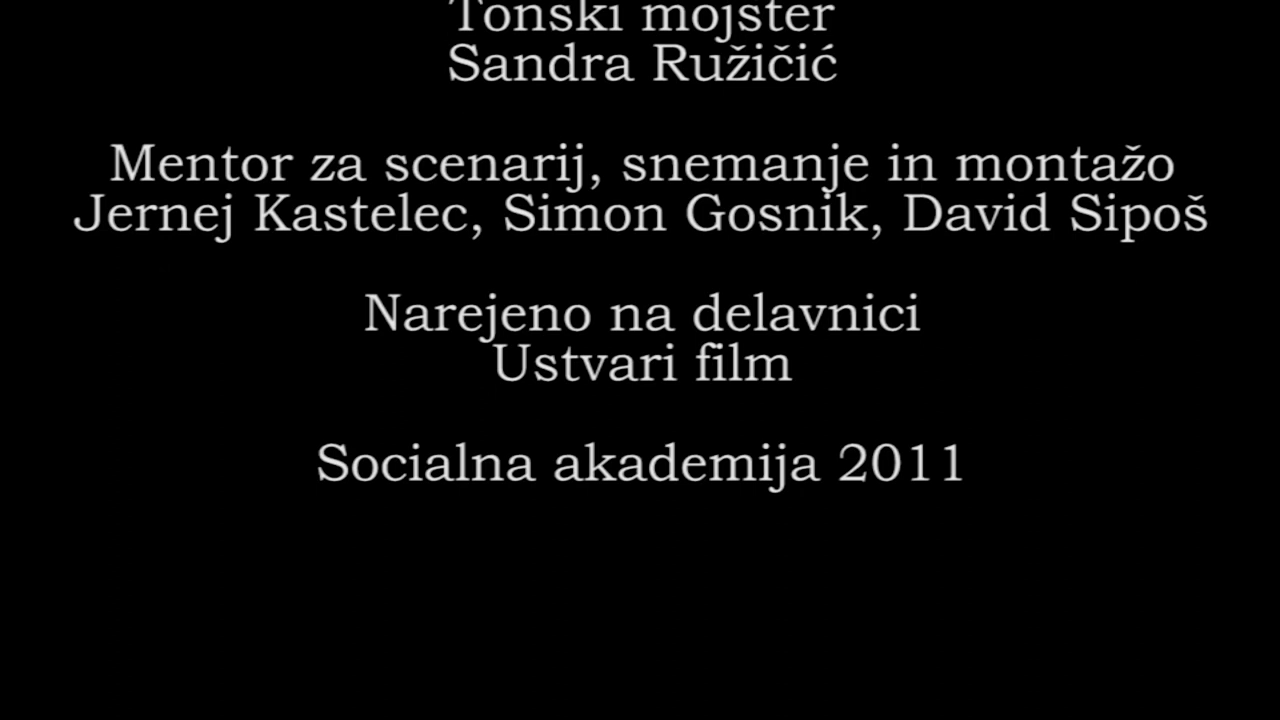 Tonski mojster
Sandra Ružičić
Mentor za scenarij, snemanje in montažo
Jernej Kastelec, Simon Gosnik, David Sipoš
Narejeno na delavnici
Ustvari film
Socialna akademija 2011